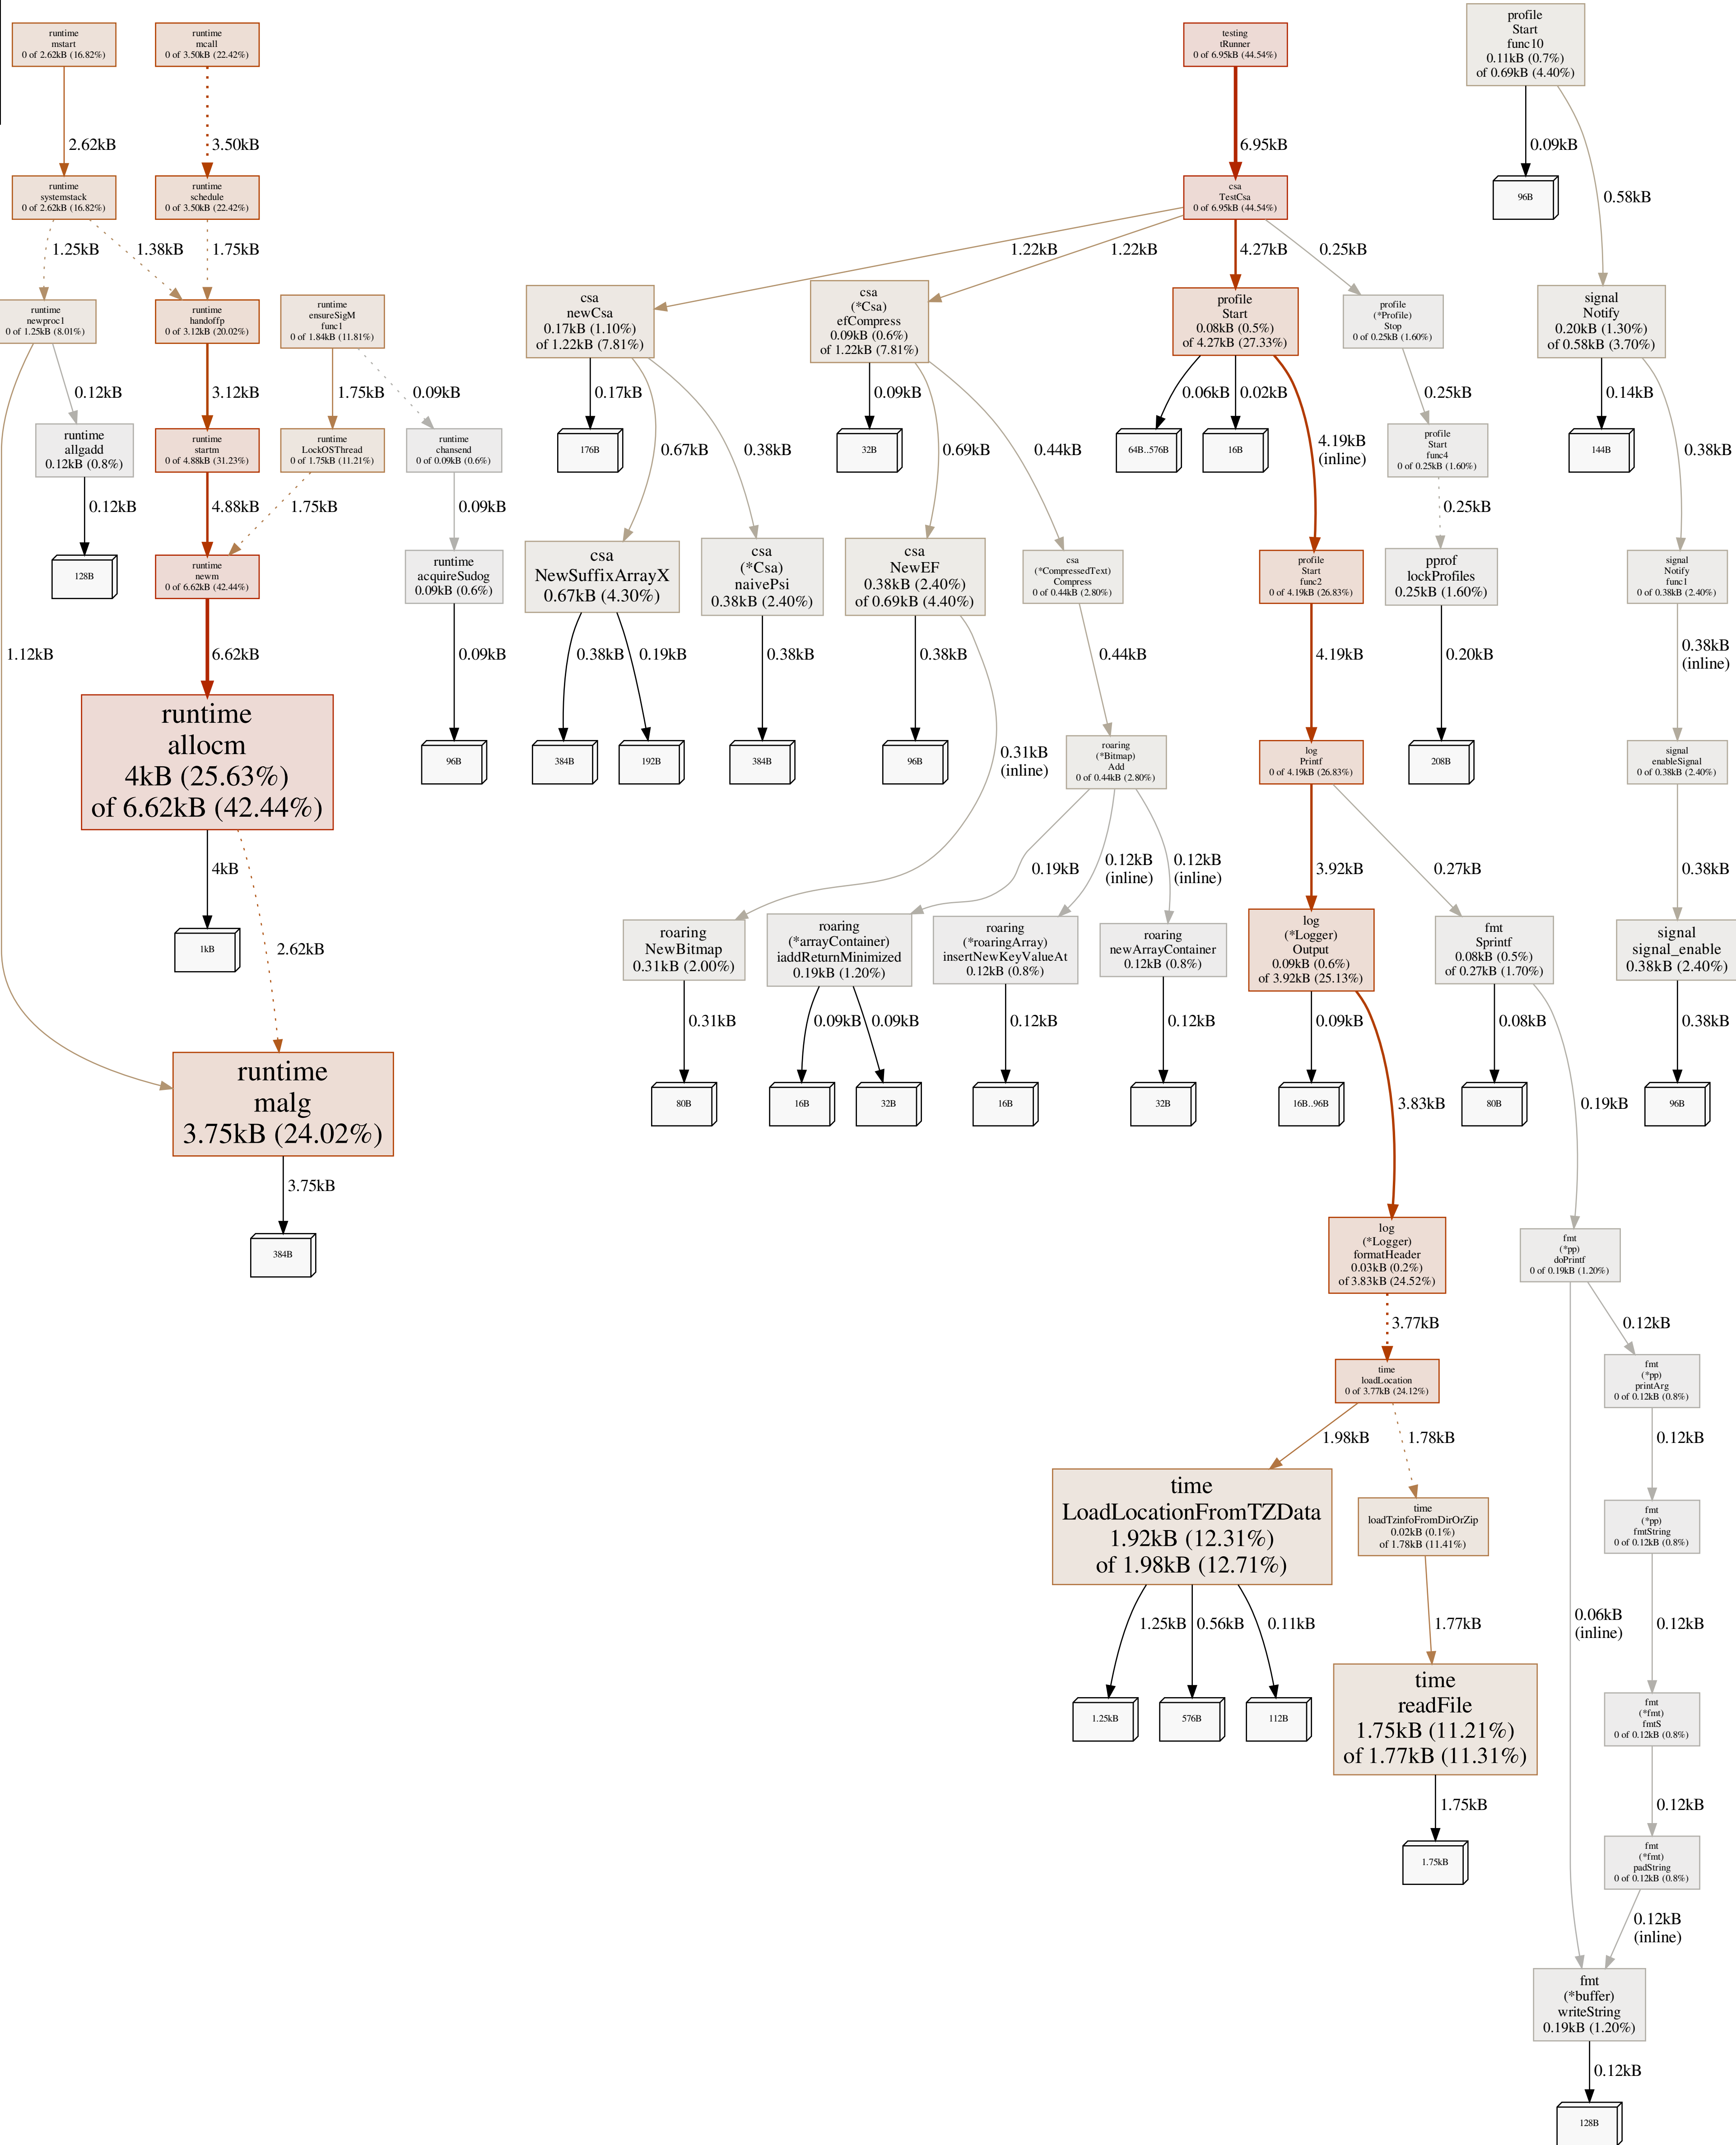 runtime
mstart
0 of 2.62kB (16.82%)
runtime
mcall
0 of 3.50kB (22.42%)
testing
tRunner
0 of 6.95kB (44.54%)
profile
Start
func10
0.11kB (0.7%)
of 0.69kB (4.40%)
2.62kB
3.50kB
6.95kB
0.09kB
0.58kB
runtime
systemstack
0 of 2.62kB (16.82%)
runtime
schedule
0 of 3.50kB (22.42%)
csa
TestCsa
0 of 6.95kB (44.54%)
96B
1.25kB
1.38kB
1.75kB
1.22kB
1.22kB
4.27kB
0.25kB
runtime
newproc1
0 of 1.25kB (8.01%)
runtime
handoffp
0 of 3.12kB (20.02%)
runtime
ensureSigM
func1
0 of 1.84kB (11.81%)
csa
newCsa
0.17kB (1.10%)
of 1.22kB (7.81%)
csa
(*Csa)
efCompress
0.09kB (0.6%)
of 1.22kB (7.81%)
profile
Start
0.08kB (0.5%)
of 4.27kB (27.33%)
profile
(*Profile)
Stop
0 of 0.25kB (1.60%)
signal
Notify
0.20kB (1.30%)
of 0.58kB (3.70%)
0.12kB
3.12kB
1.75kB
0.09kB
0.17kB
0.67kB
0.38kB
0.09kB
0.69kB
0.44kB
0.06kB
0.02kB
4.19kB
(inline)
0.25kB
0.14kB
0.38kB
runtime
allgadd
0.12kB (0.8%)
runtime
startm
0 of 4.88kB (31.23%)
runtime
LockOSThread
0 of 1.75kB (11.21%)
runtime
chansend
0 of 0.09kB (0.6%)
176B
32B
64B..576B
16B
profile
Start
func4
0 of 0.25kB (1.60%)
144B
0.12kB
4.88kB
1.75kB
0.09kB
0.25kB
128B
runtime
newm
0 of 6.62kB (42.44%)
runtime
acquireSudog
0.09kB (0.6%)
csa
NewSuffixArrayX
0.67kB (4.30%)
csa
(*Csa)
naivePsi
0.38kB (2.40%)
csa
NewEF
0.38kB (2.40%)
of 0.69kB (4.40%)
csa
(*CompressedText)
Compress
0 of 0.44kB (2.80%)
profile
Start
func2
0 of 4.19kB (26.83%)
pprof
lockProfiles
0.25kB (1.60%)
signal
Notify
func1
0 of 0.38kB (2.40%)
1.12kB
6.62kB
0.09kB
0.38kB
0.19kB
0.38kB
0.38kB
0.44kB
4.19kB
0.20kB
0.38kB
(inline)
runtime
allocm
4kB (25.63%)
of 6.62kB (42.44%)
96B
384B
192B
384B
96B
0.31kB
(inline)
roaring
(*Bitmap)
Add
0 of 0.44kB (2.80%)
log
Printf
0 of 4.19kB (26.83%)
208B
signal
enableSignal
0 of 0.38kB (2.40%)
4kB
2.62kB
0.19kB
0.12kB
(inline)
0.12kB
(inline)
3.92kB
0.27kB
0.38kB
1kB
roaring
NewBitmap
0.31kB (2.00%)
roaring
(*arrayContainer)
iaddReturnMinimized
0.19kB (1.20%)
roaring
(*roaringArray)
insertNewKeyValueAt
0.12kB (0.8%)
roaring
newArrayContainer
0.12kB (0.8%)
log
(*Logger)
Output
0.09kB (0.6%)
of 3.92kB (25.13%)
fmt
Sprintf
0.08kB (0.5%)
of 0.27kB (1.70%)
signal
signal_enable
0.38kB (2.40%)
0.31kB
0.09kB
0.09kB
0.12kB
0.12kB
0.09kB
3.83kB
0.08kB
0.19kB
0.38kB
runtime
malg
3.75kB (24.02%)
80B
16B
32B
16B
32B
16B..96B
80B
96B
3.75kB
384B
log
(*Logger)
formatHeader
0.03kB (0.2%)
of 3.83kB (24.52%)
fmt
(*pp)
doPrintf
0 of 0.19kB (1.20%)
3.77kB
0.12kB
time
loadLocation
0 of 3.77kB (24.12%)
fmt
(*pp)
printArg
0 of 0.12kB (0.8%)
1.98kB
1.78kB
0.12kB
time
LoadLocationFromTZData
1.92kB (12.31%)
of 1.98kB (12.71%)
time
loadTzinfoFromDirOrZip
0.02kB (0.1%)
of 1.78kB (11.41%)
fmt
(*pp)
fmtString
0 of 0.12kB (0.8%)
1.25kB
0.56kB
0.11kB
1.77kB
0.06kB
(inline)
0.12kB
1.25kB
576B
112B
time
readFile
1.75kB (11.21%)
of 1.77kB (11.31%)
fmt
(*fmt)
fmtS
0 of 0.12kB (0.8%)
1.75kB
0.12kB
1.75kB
fmt
(*fmt)
padString
0 of 0.12kB (0.8%)
0.12kB
(inline)
fmt
(*buffer)
writeString
0.19kB (1.20%)
0.12kB
128B